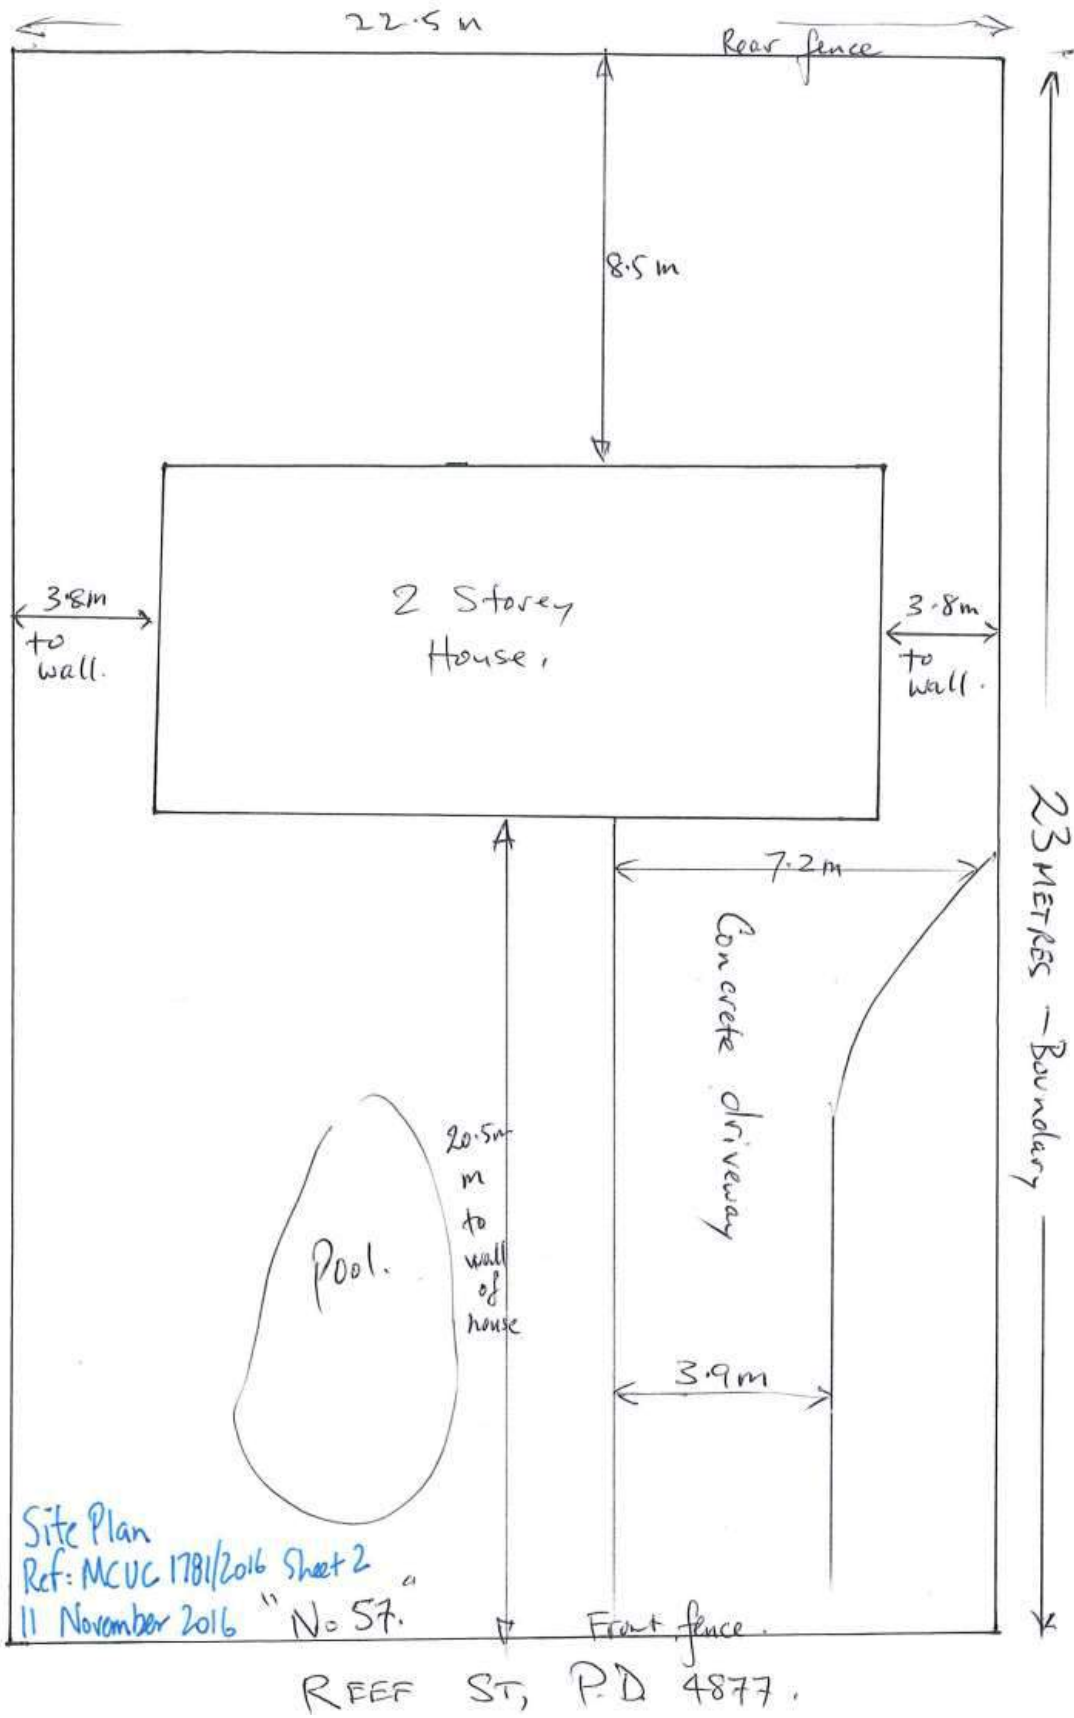 22.5 m
Rear fence
8.5 m
2 Storey
House.
3.8m
to
wall.
3.8m
to
wall.
7.2 m
23 METRES - Boundary
Concrete driveway
20.5m
m
to
wall
of
house
Pool.
3.9m
Site Plan
Ref: MCUC 1781/2016 Sheet 2
11 November 2016
"No 57."
Front fence.
REEF ST, P.D. 4877.